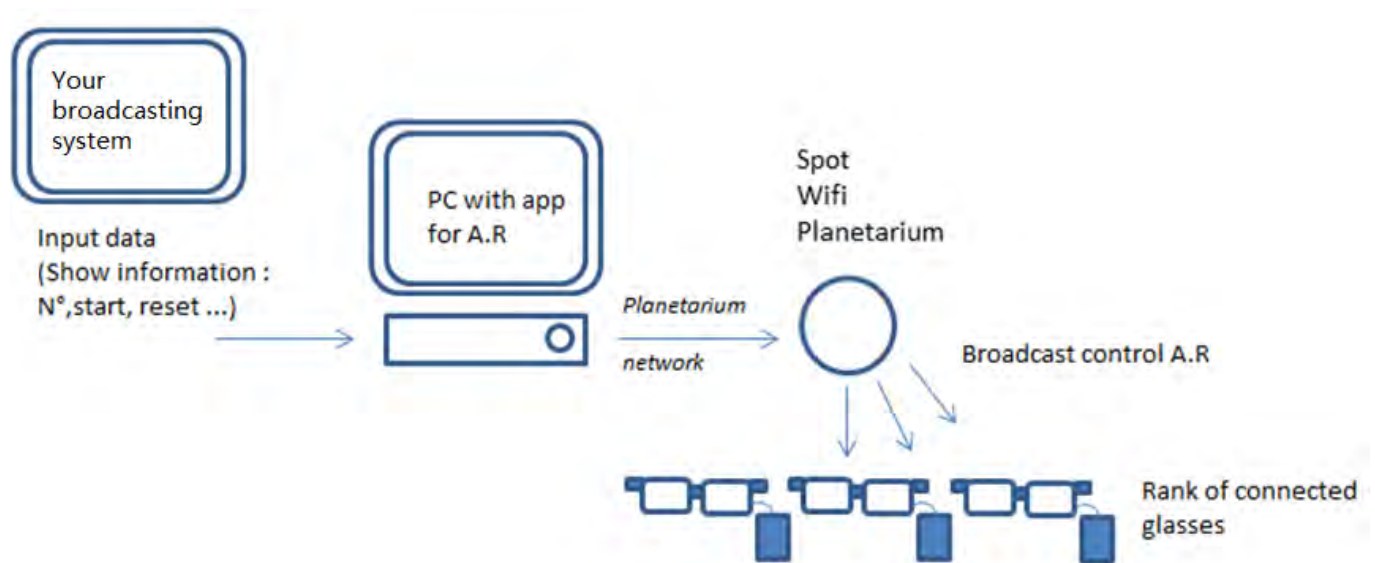 Your
broadcasting
system
Input data
(Show information :
N°,start, reset ...)
PC with app
for A.R
Planetarium
network
Spot
Wifi
Planetarium
Broadcast control A.R
Rank of connected
glasses